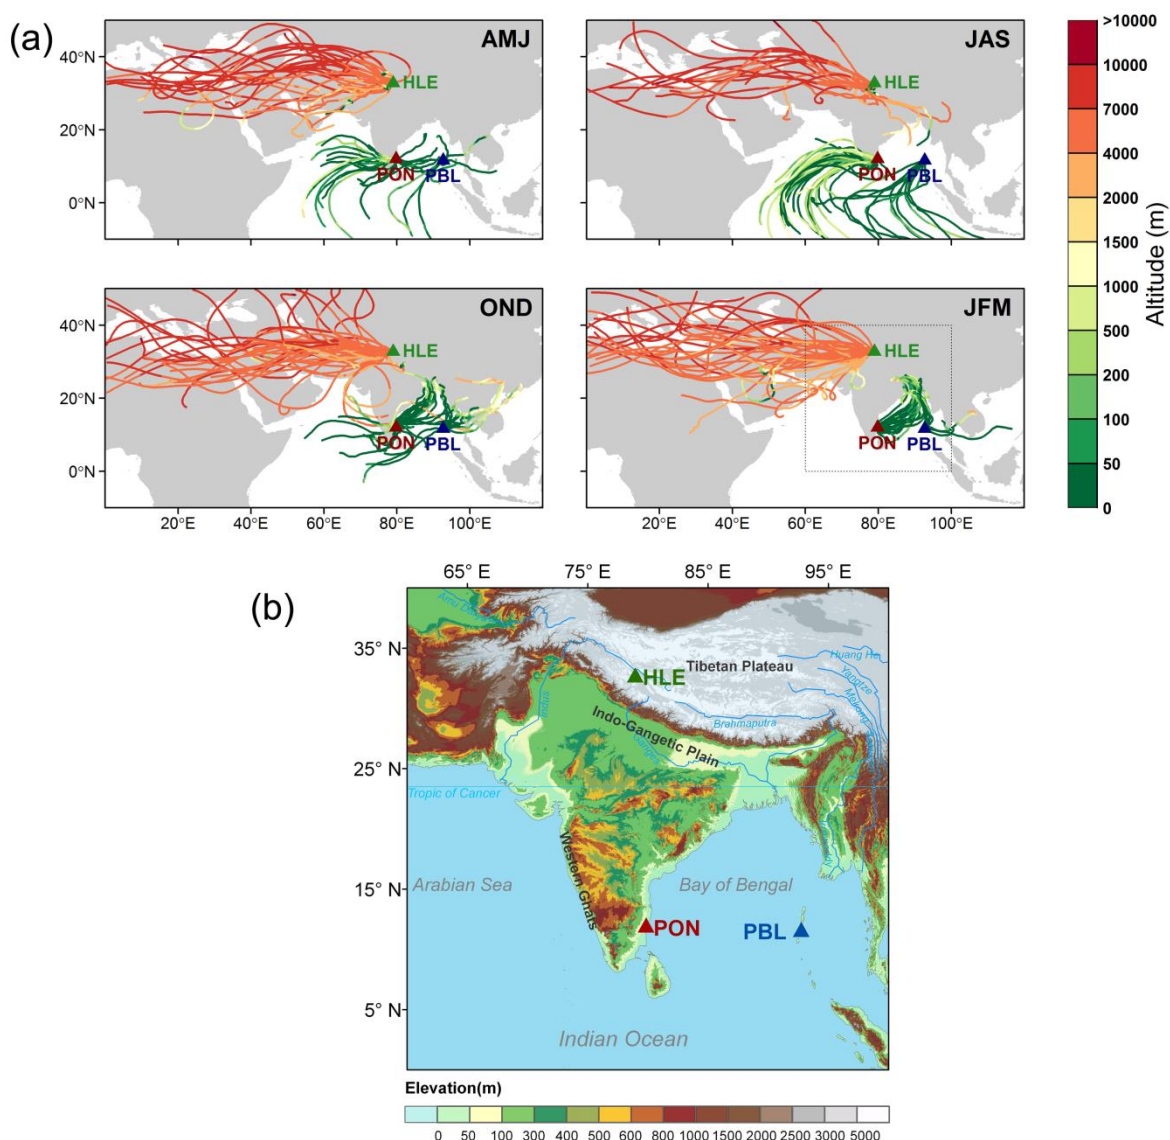 (a)
AMJ
JAS
>10000
10000
7000
4000
2000
1500
1000
500
200
100
50
0
Altitude (m)
40°N
20°N
0°N
HLE
PON
PBL
HLE
PON
PBL
OND
JFM
40°N
20°N
0°N
HLE
PON
PBL
HLE
PON
PBL
20°E 40°E 60°E 80°E 100°E
20°E 40°E 60°E 80°E 100°E
(b)
65° E 75° E 85° E 95° E
35° N
25° N
15° N
5° N
Huang He
Yangtze
HLE
Tibetan Plateau
Indus
Brahmaputra
Indo-Gangetic Plain
Tropic of Cancer
Western Ghats
Arabian Sea
Bay of Bengal
PON
PBL
Indian Ocean
Elevation(m)
0 50 100 300 400 500 600 800 1000 1500 2000 2500 3000 5000